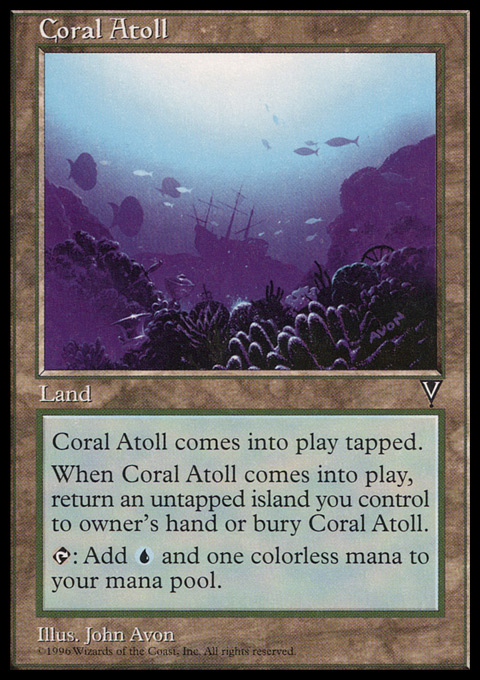 Coral Atoll
AVON
Land
V
Coral Atoll comes into play tapped.
When Coral Atoll comes into play,
return an untapped island you control
to owner's hand or bury Coral Atoll.
: Add and one colorless mana to
your mana pool.
Illus. John Avon
©1996 Wizards of the Coast, Inc. All rights reserved.